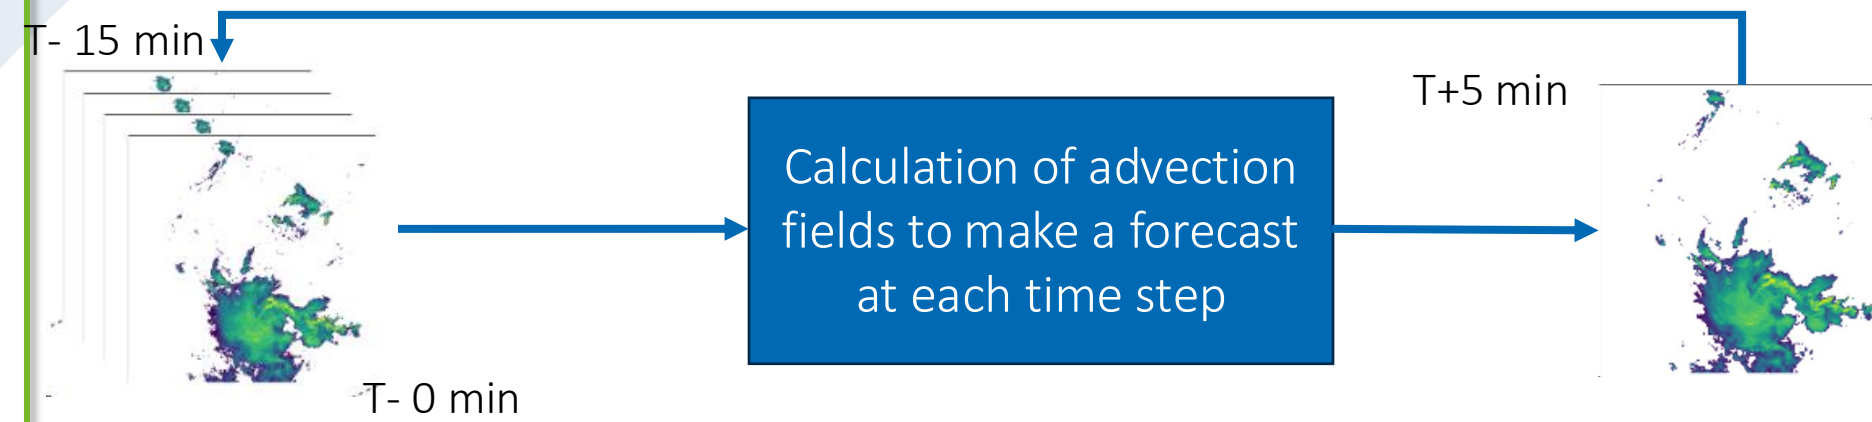 T- 15 min
T+5 min
Calculation of advection
fields to make a forecast
at each time step
T- 0 min